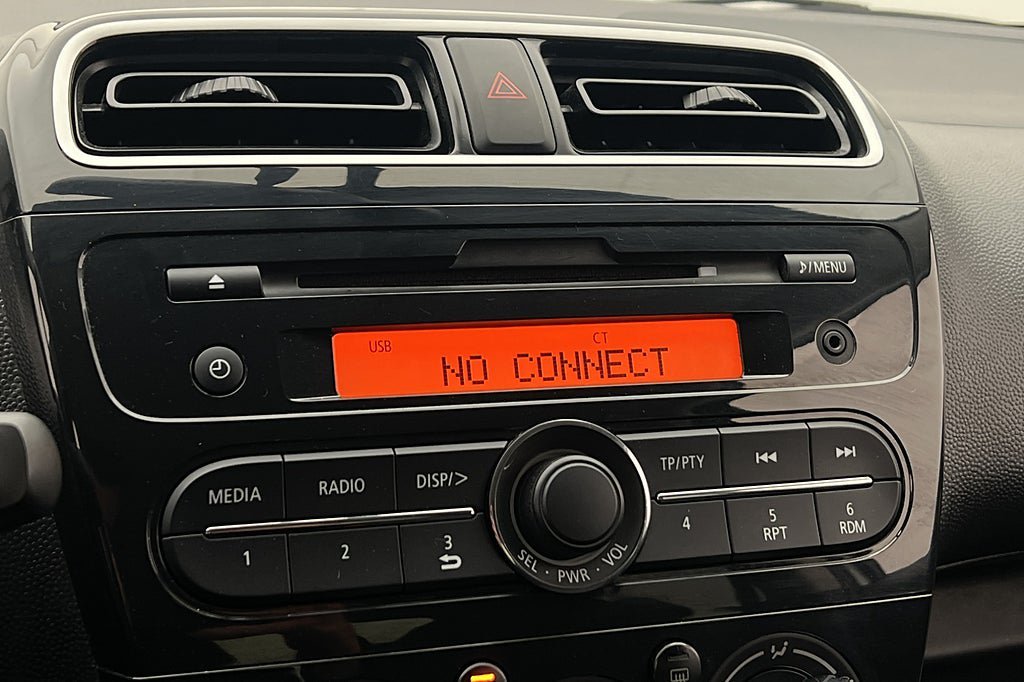 ♪/MENU
USB CT
NO CONNECT
MEDIA RADIO DISP/> TP/PTY
1 2 3 4 5 6
RPT RDM
SEL · PWR · VOL